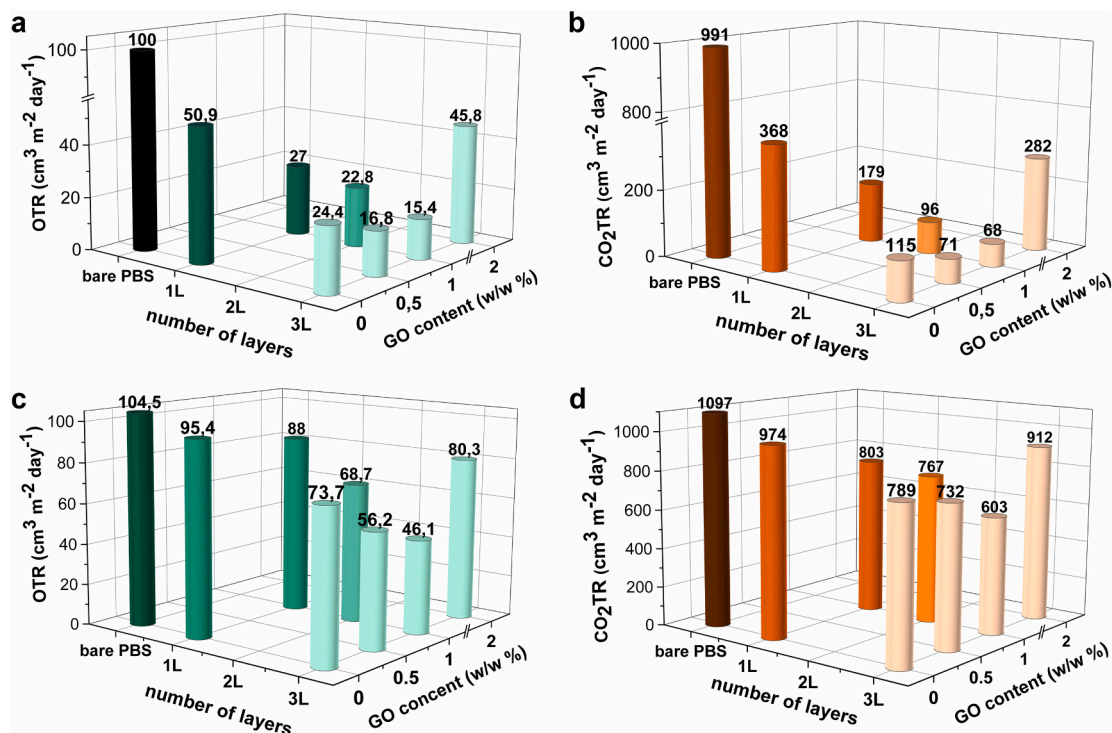 a
OTR (cm³ m⁻² day⁻¹)
100
40
20
0
100
50,9
27
22,8
24,4
16,8
15,4
45,8
bare PBS
1L
2L
3L
number of layers
0
0,5
1
2
GO content (w/w %)
b
CO₂TR (cm³ m⁻² day⁻¹)
1000
800
200
0
991
368
179
96
115
71
68
282
bare PBS
1L
2L
3L
number of layers
0
0,5
1
2
GO content (w/w %)
c
OTR (cm³ m⁻² day⁻¹)
100
80
60
40
20
0
104,5
95,4
88
68,7
73,7
56,2
46,1
80,3
bare PBS
1L
2L
3L
number of layers
0
0.5
1
2
GO concent (w/w %)
d
CO₂TR (cm³ m⁻² day⁻¹)
1000
800
600
400
200
0
1097
974
803
767
789
732
603
912
bare PBS
1L
2L
3L
number of layers
0
0.5
1
2
GO content (w/w %)